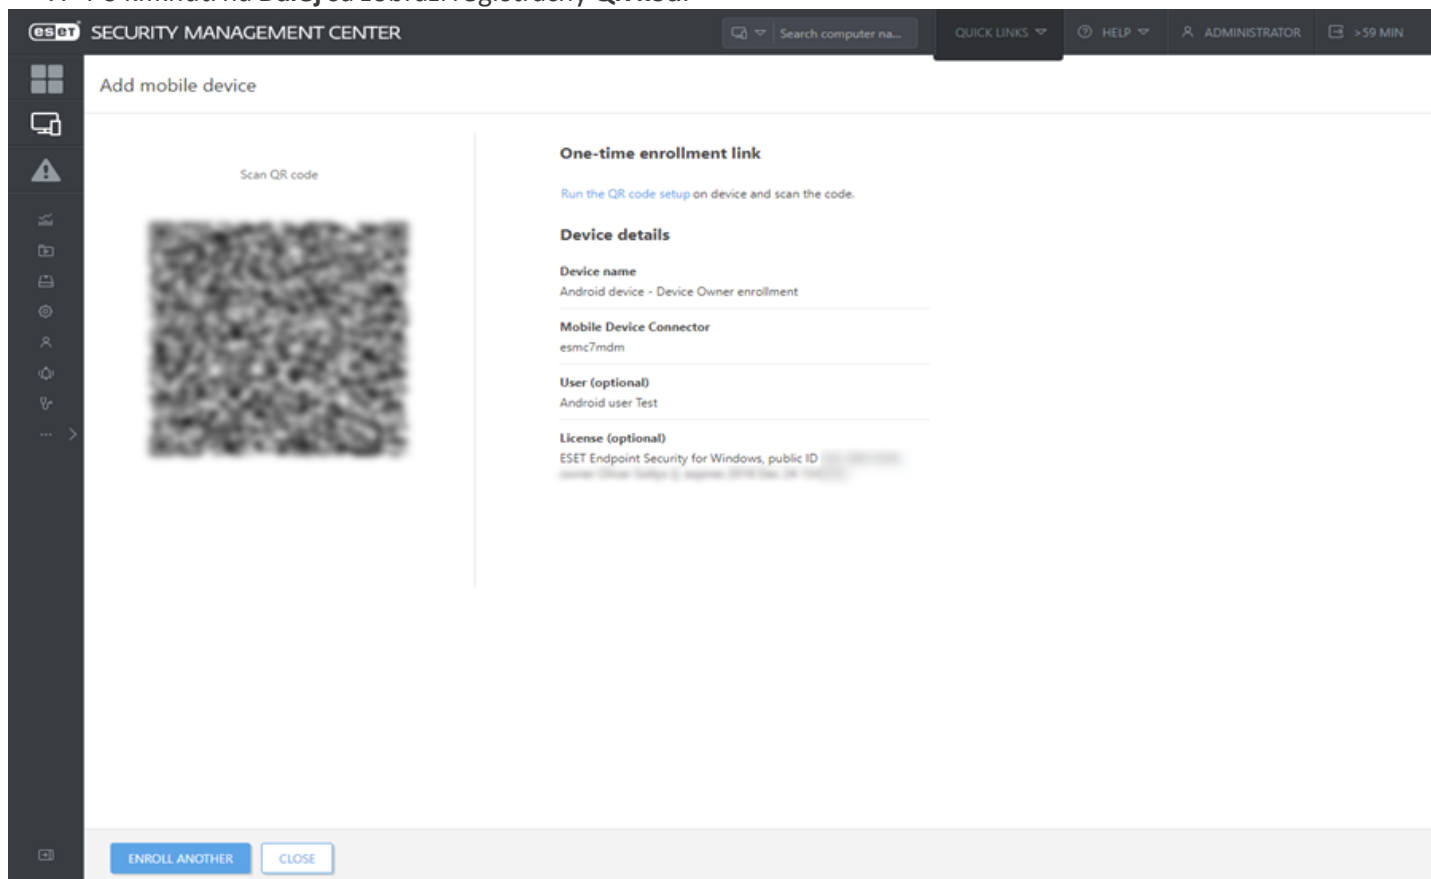 eset SECURITY MANAGEMENT CENTER
Search computer na...
QUICK LINKS
HELP
ADMINISTRATOR
>59 MIN
Add mobile device
Scan QR code
One-time enrollment link
Run the QR code setup on device and scan the code.
Device details
Device name
Android device - Device Owner enrollment
Mobile Device Connector
esmc7mdm
User (optional)
Android user Test
License (optional)
ESET Endpoint Security for Windows, public ID
ENROLL ANOTHER
CLOSE